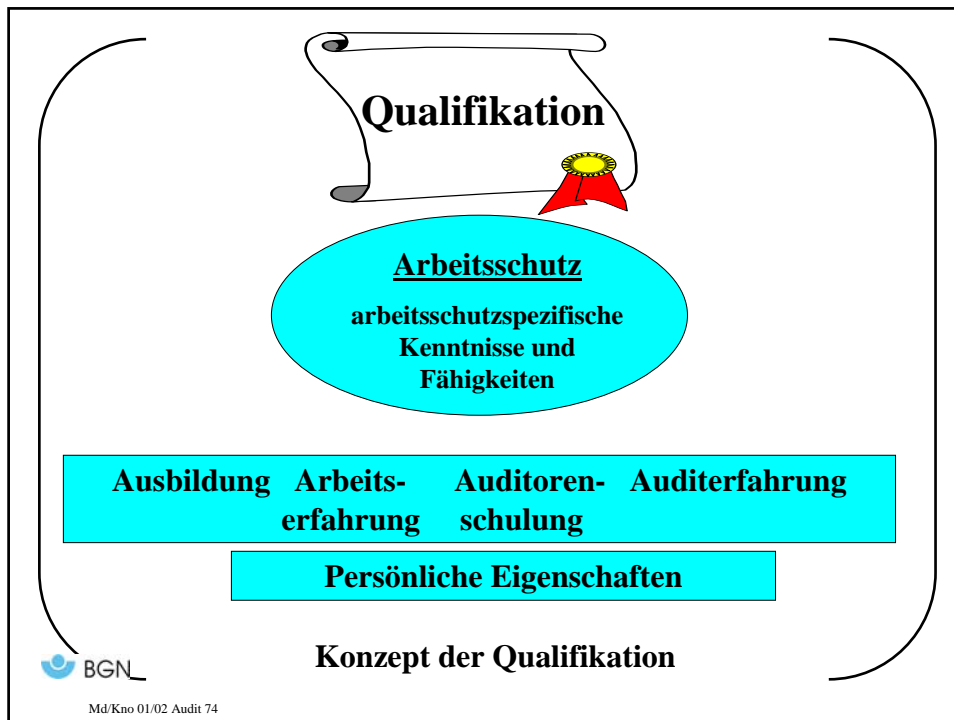 Qualifikation
Arbeitsschutz
arbeitsschutzspezifische
Kenntnisse und
Fähigkeiten
Ausbildung Arbeits- Auditoren- Auditerfahrung
erfahrung schulung
Persönliche Eigenschaften
Konzept der Qualifikation
BGN
Md/Kno 01/02 Audit 74